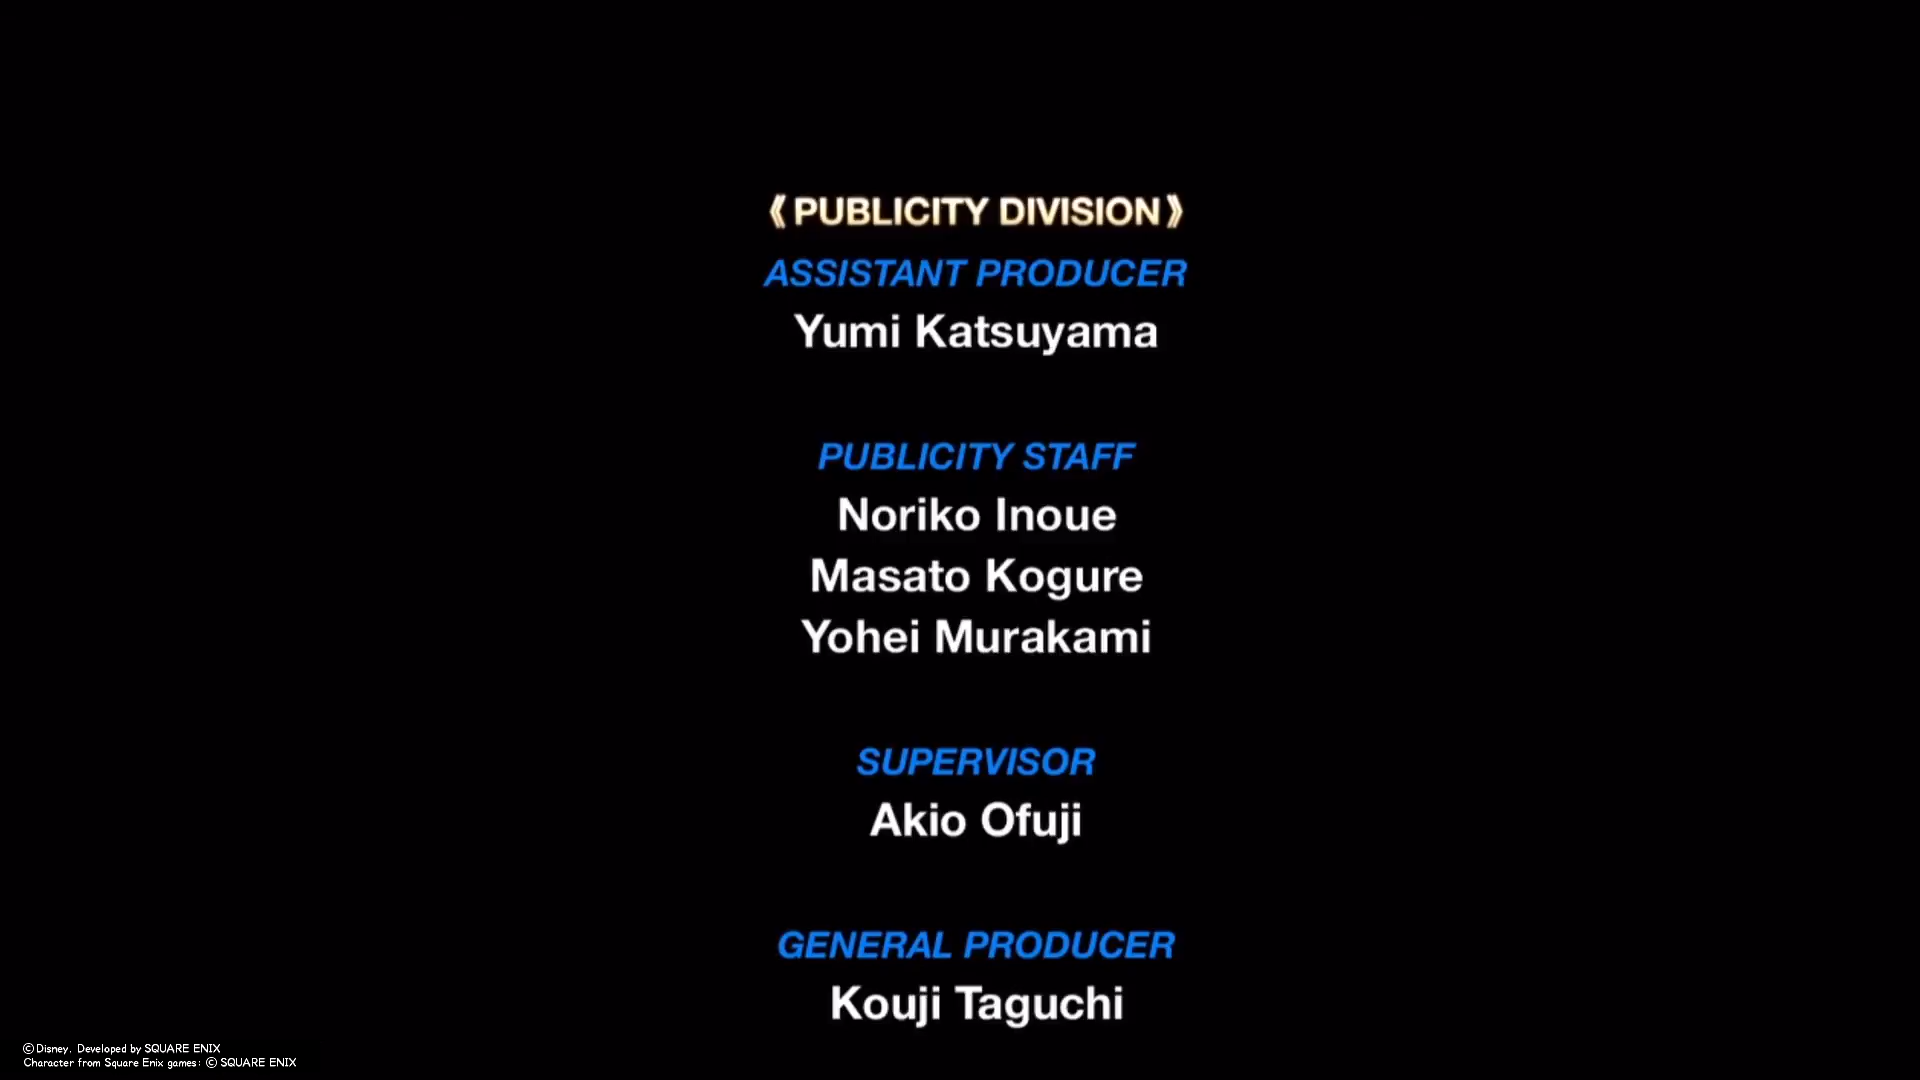 《PUBLICITY DIVISION》
ASSISTANT PRODUCER
Yumi Katsuyama
PUBLICITY STAFF
Noriko Inoue
Masato Kogure
Yohei Murakami
SUPERVISOR
Akio Ofuji
GENERAL PRODUCER
Kouji Taguchi
©Disney. Developed by SQUARE ENIX
Character from Square Enix games: © SQUARE ENIX